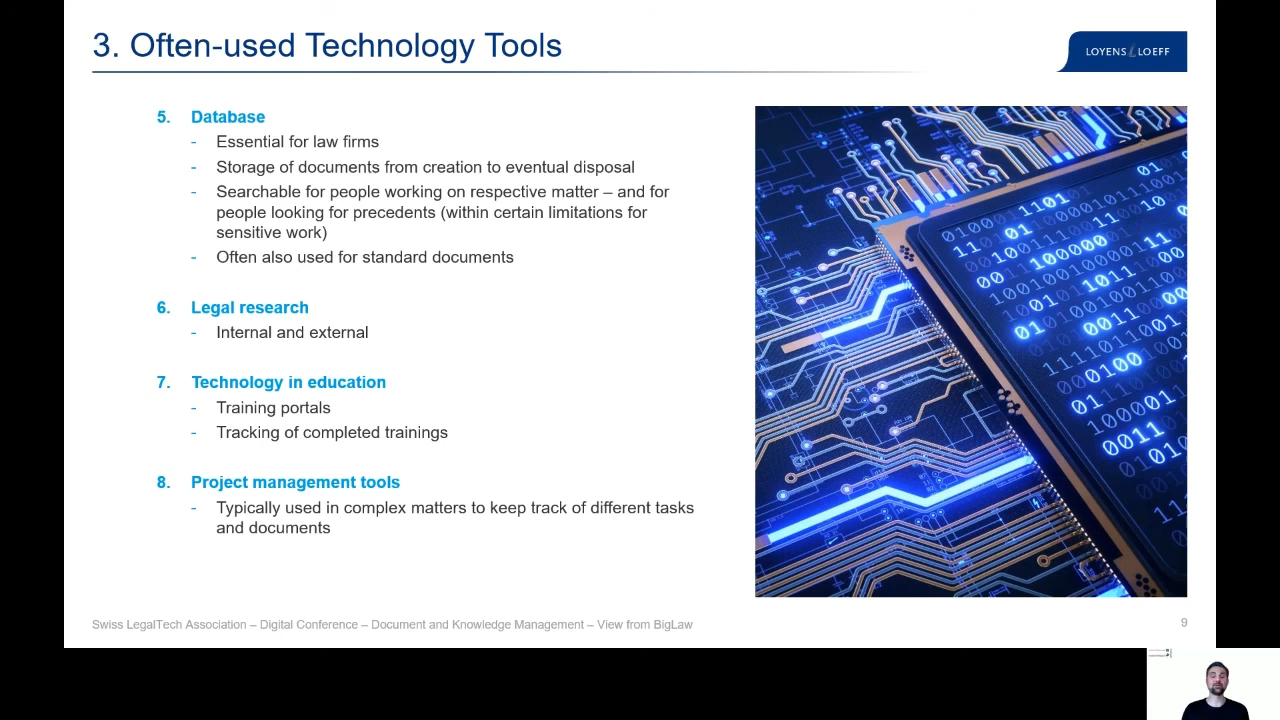 3. Often-used Technology Tools
LOYENS LOEFF
5. Database
- Essential for law firms
- Storage of documents from creation to eventual disposal
- Searchable for people working on respective matter – and for
people looking for precedents (within certain limitations for
sensitive work)
- Often also used for standard documents
6. Legal research
- Internal and external
7. Technology in education
- Training portals
- Tracking of completed trainings
8. Project management tools
- Typically used in complex matters to keep track of different tasks
and documents
Swiss LegalTech Association – Digital Conference – Document and Knowledge Management – View from BigLaw
9